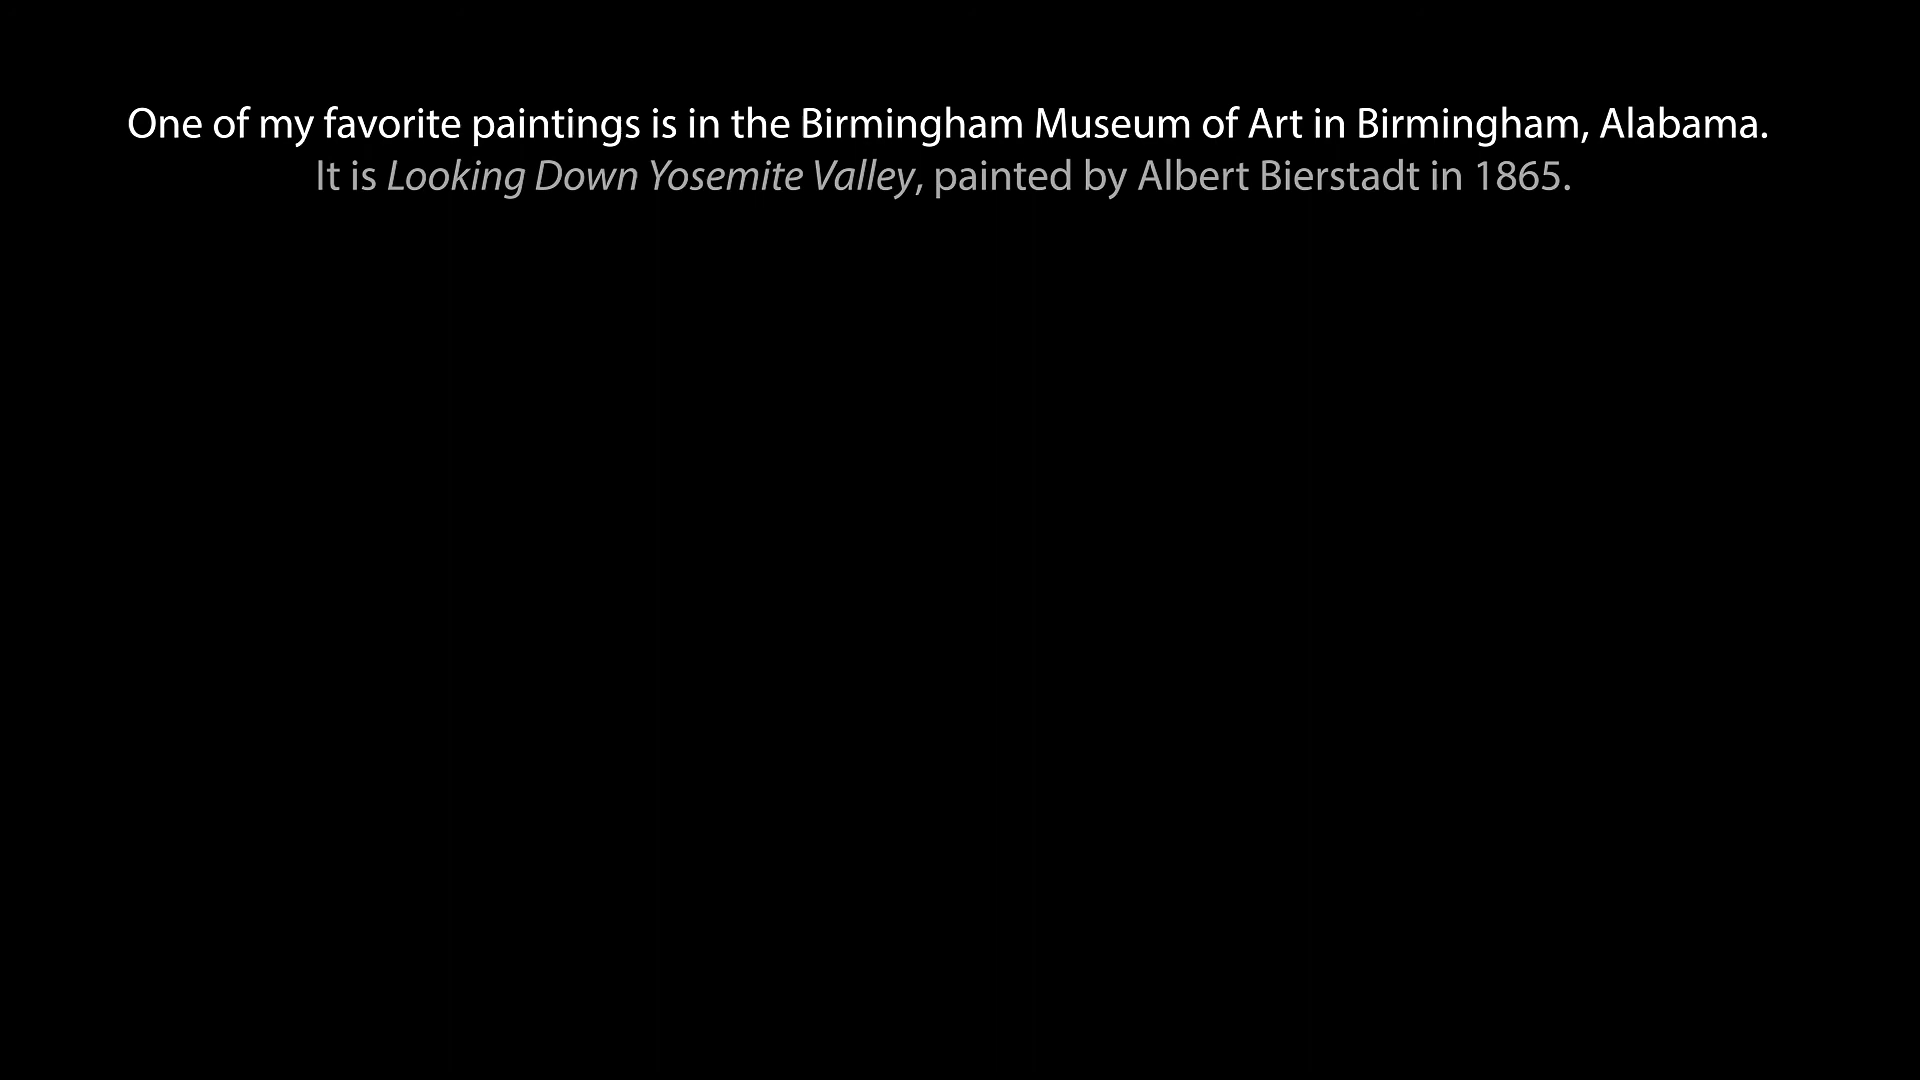 One of my favorite paintings is in the Birmingham Museum of Art in Birmingham, Alabama.
It is Looking Down Yosemite Valley, painted by Albert Bierstadt in 1865.